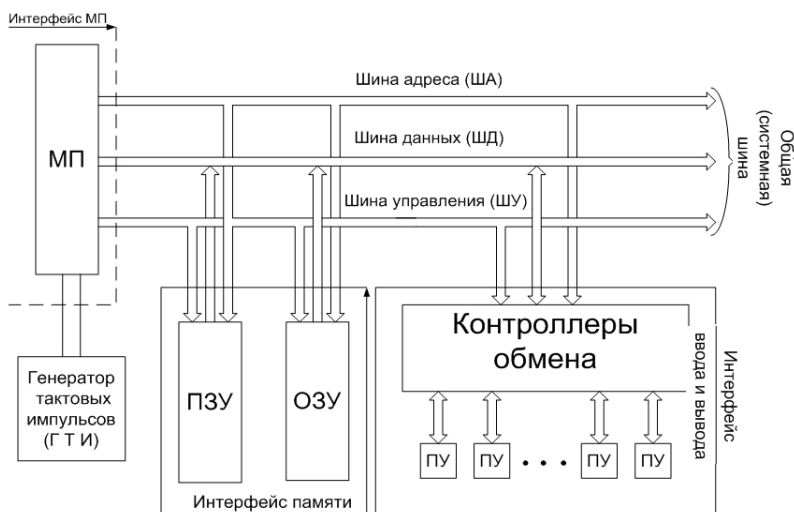 Интерфейс МП
МП
Шина адреса (ША)
Шина данных (ШД)
Шина управления (ШУ)
Общая
(системная)
шина
Генератор
тактовых
импульсов
(Г Т И)
ПЗУ
ОЗУ
Интерфейс памяти
Контроллеры
обмена
ПУ
ПУ
• • •
ПУ
ПУ
Интерфейс
ввода и вывода